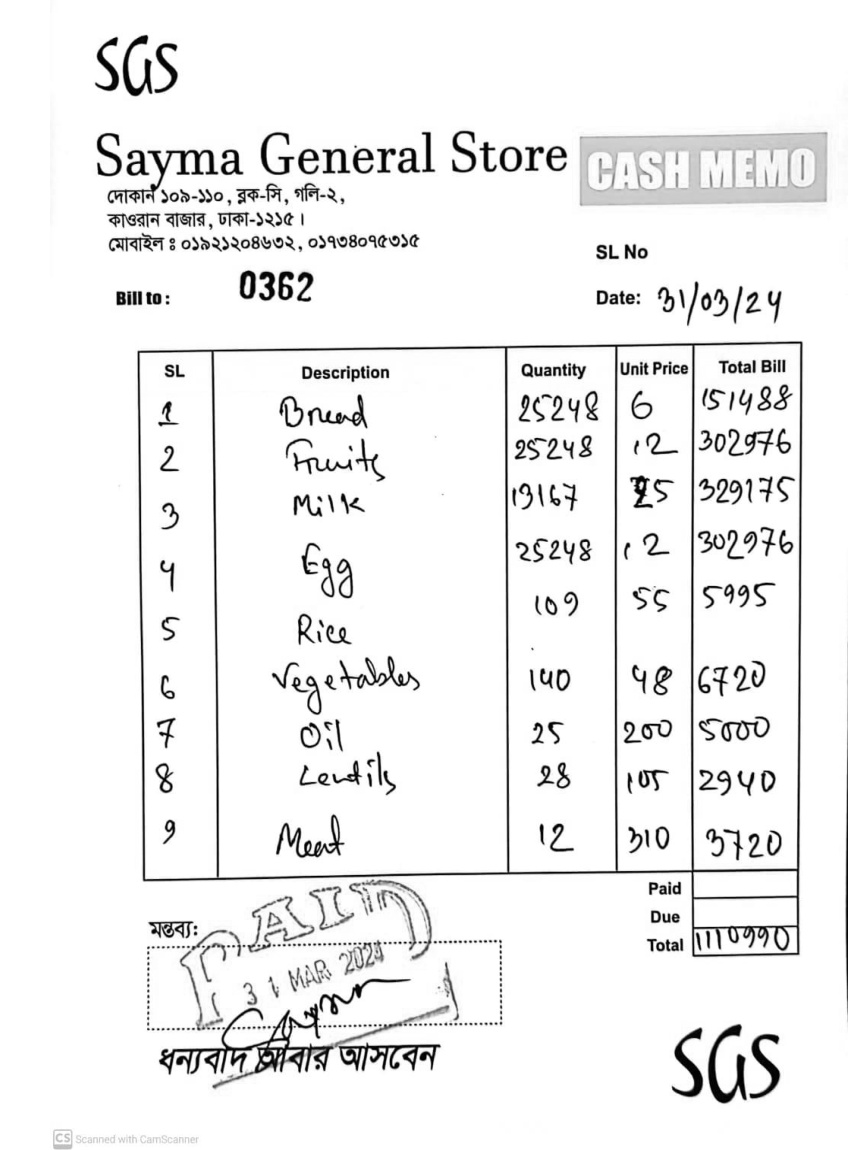 SGS
Sayma General Store CASH MEMO
দোকান ১০৯-১১০, ব্লক-সি, গলি-২,
কাওরান বাজার, ঢাকা-১২১৫।
মোবাইল ঃ ০১৯২১২০৪৬৩২, ০১৭৩৪০৭৫৩১৫
SL No
Bill to : 0362 Date: 31/03/24
SL Description Quantity Unit Price Total Bill
1 Bread 25248 6 151488
2 Fruits 25248 12 302976
3 Milk 13167 25 329175
4 Egg 25248 12 302976
5 Rice 109 55 5995
6 Vegetables 140 48 6720
7 Oil 25 200 5000
8 Lentils 28 105 2940
9 Meat 12 310 3720
Paid
Due
Total 1110990
মন্তব্য:
PAID
31 MAR 2024
ধন্যবাদ আবার আসবেন
SGS
CS Scanned with CamScanner